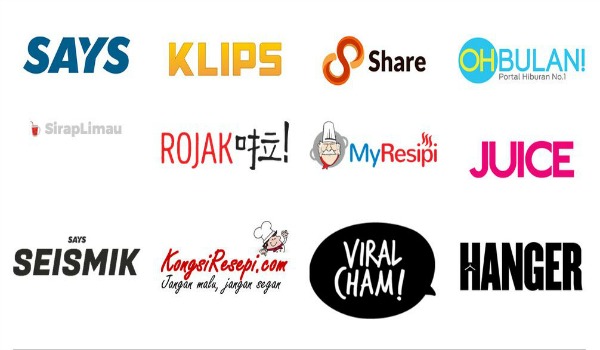 SAYS
KLIPS
Share
OHBULAN!
Portal Hiburan No.1
SirapLimau
ROJAK啦!
MyResipi
JUICE
SAYS
SEISMIK
KongsiResepi.com
Jangan malu, jangan segan
VIRAL
CHAM!
HANGER